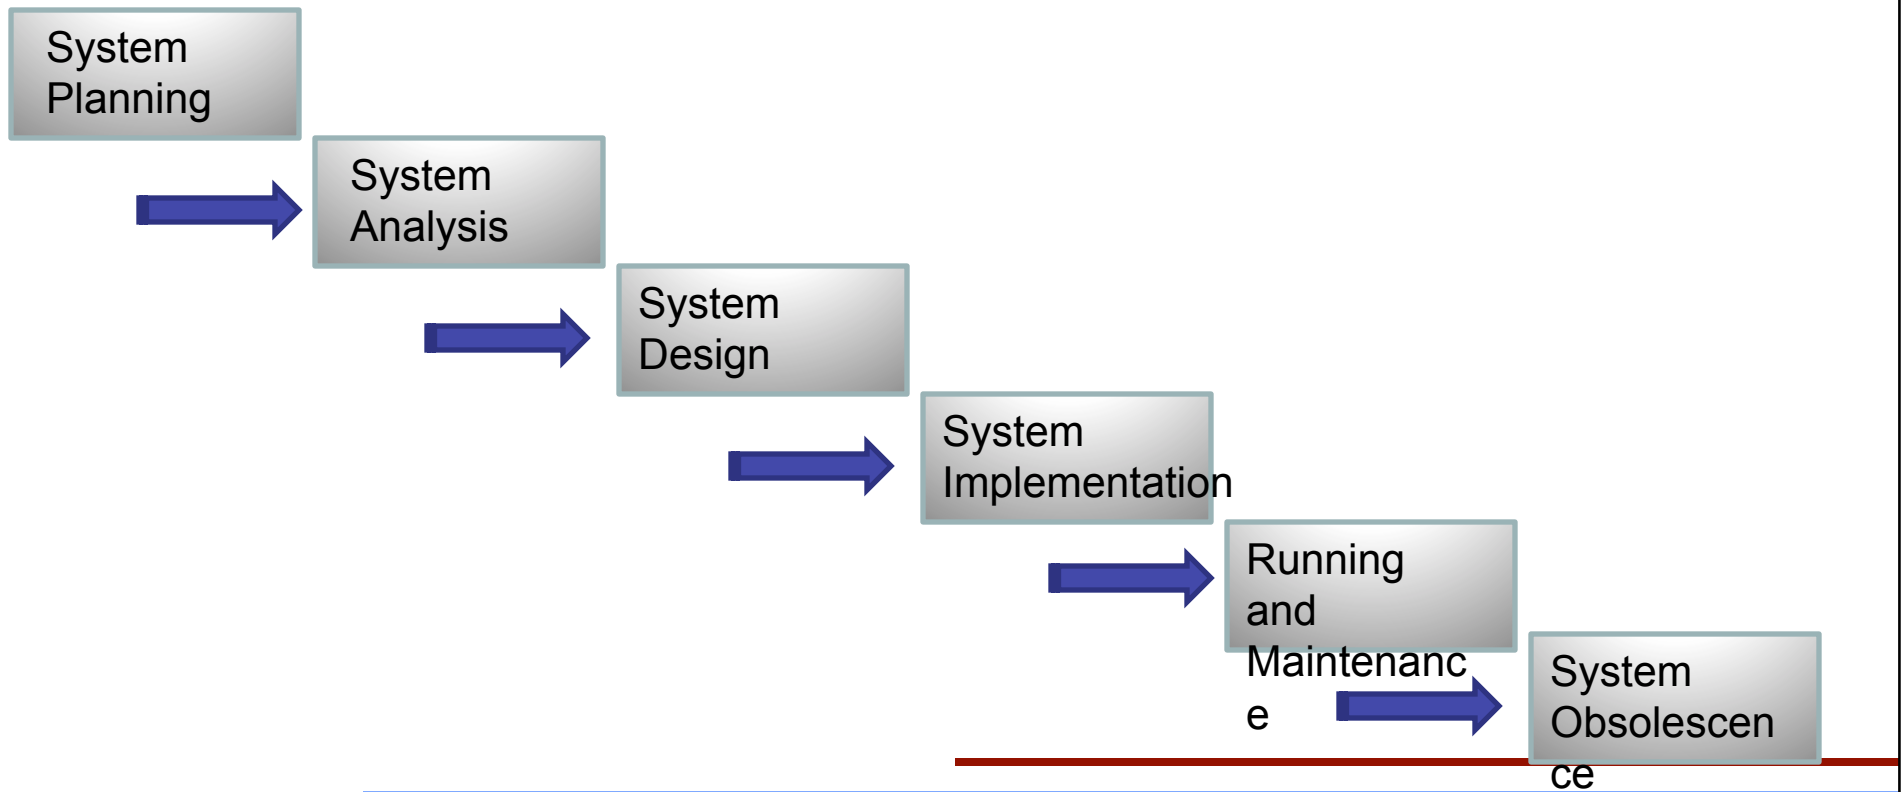 System
Planning
System
Analysis
System
Design
System
Implementation
Running
and
Maintenanc
e
System
Obsolescen
ce